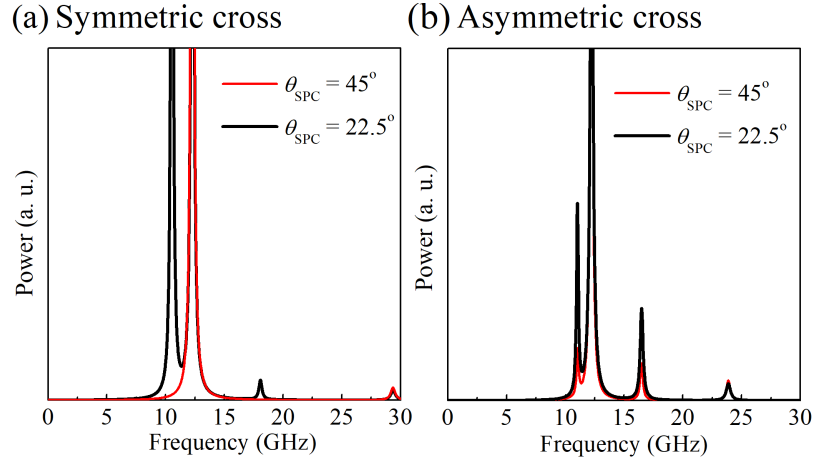 (a) Symmetric cross
θSPC = 45°
θSPC = 22.5°
Power (a. u.)
0 5 10 15 20 25 30
Frequency (GHz)
(b) Asymmetric cross
θSPC = 45°
θSPC = 22.5°
Power (a. u.)
0 5 10 15 20 25 30
Frequency (GHz)